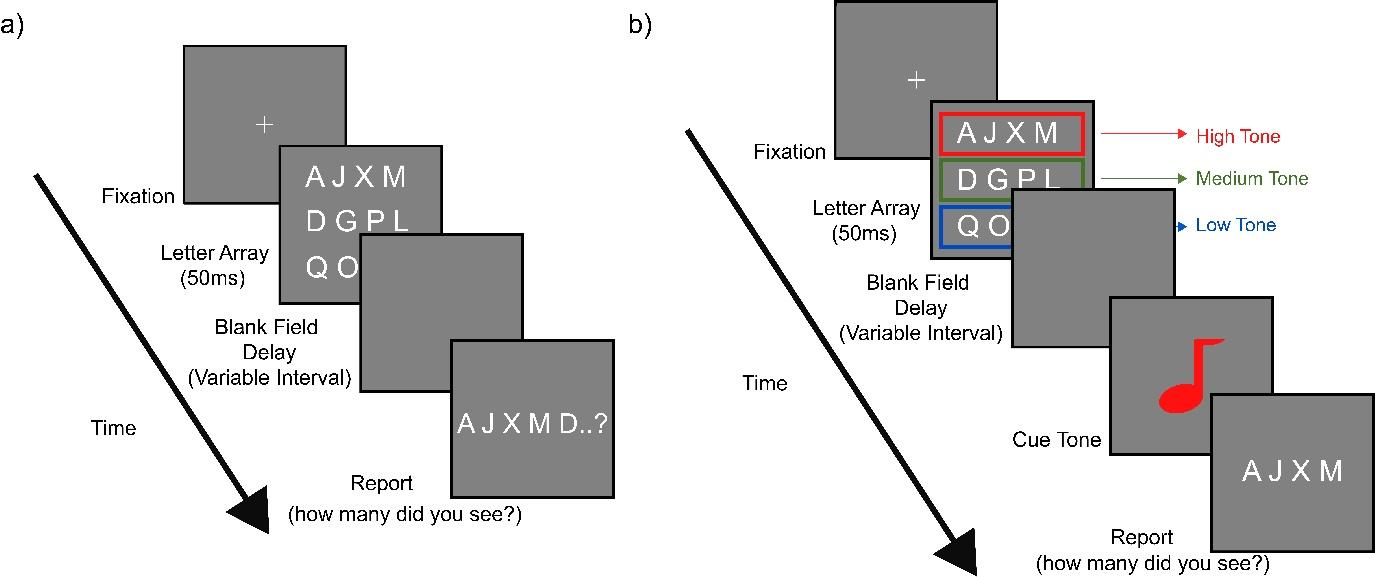 a)
Fixation
A J X M
D G P L
Q O
Letter Array
(50ms)
Blank Field
Delay
(Variable Interval)
Time
A J X M D..?
Report
(how many did you see?)
b)
Fixation
A J X M
High Tone
D G P L
Medium Tone
Q O
Low Tone
Letter Array
(50ms)
Blank Field
Delay
(Variable Interval)
Time
Cue Tone
A J X M
Report
(how many did you see?)